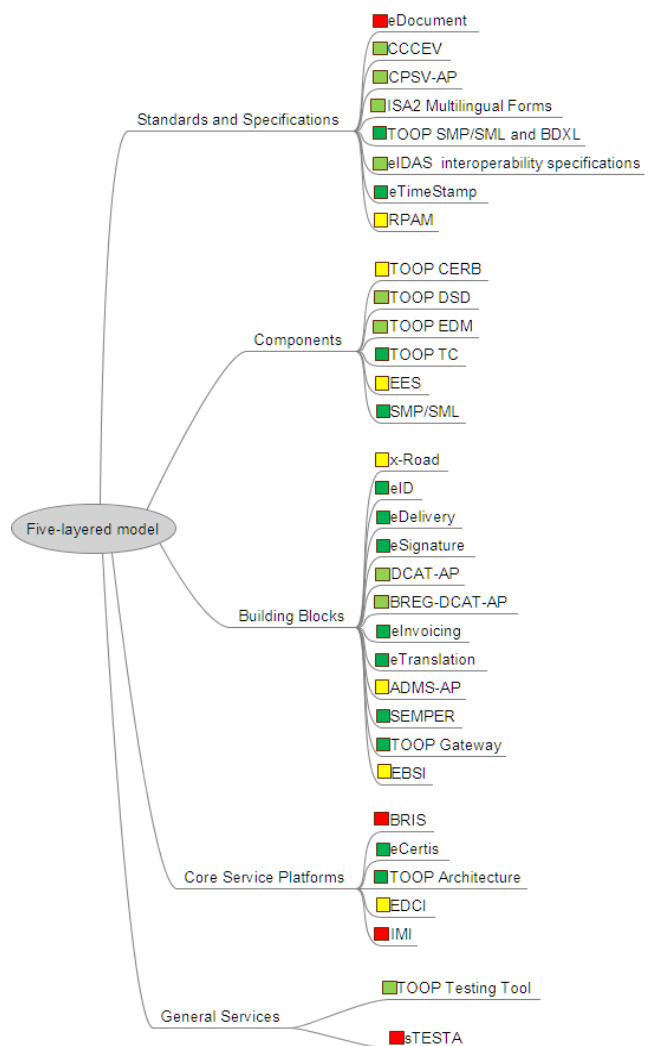 eDocument
CCCEV
CPSV-AP
ISA2 Multilingual Forms
Standards and Specifications
TOOP SMP/SML and BDXL
eIDAS interoperability specifications
eTimeStamp
RPAM
TOOP CERB
TOOP DSD
TOOP EDM
Components
TOOP TC
EES
SMP/SML
x-Road
eID
Five-layered model
eDelivery
eSignature
DCAT-AP
BREG-DCAT-AP
Building Blocks
eInvoicing
eTranslation
ADMS-AP
SEMPER
TOOP Gateway
EBSI
BRIS
eCertis
Core Service Platforms
TOOP Architecture
EDCI
IMI
TOOP Testing Tool
General Services
sTESTA